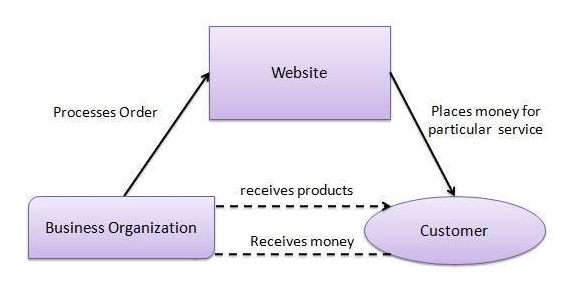 Website
Processes Order
Places money for
particular service
receives products
Business Organization
Customer
Receives money